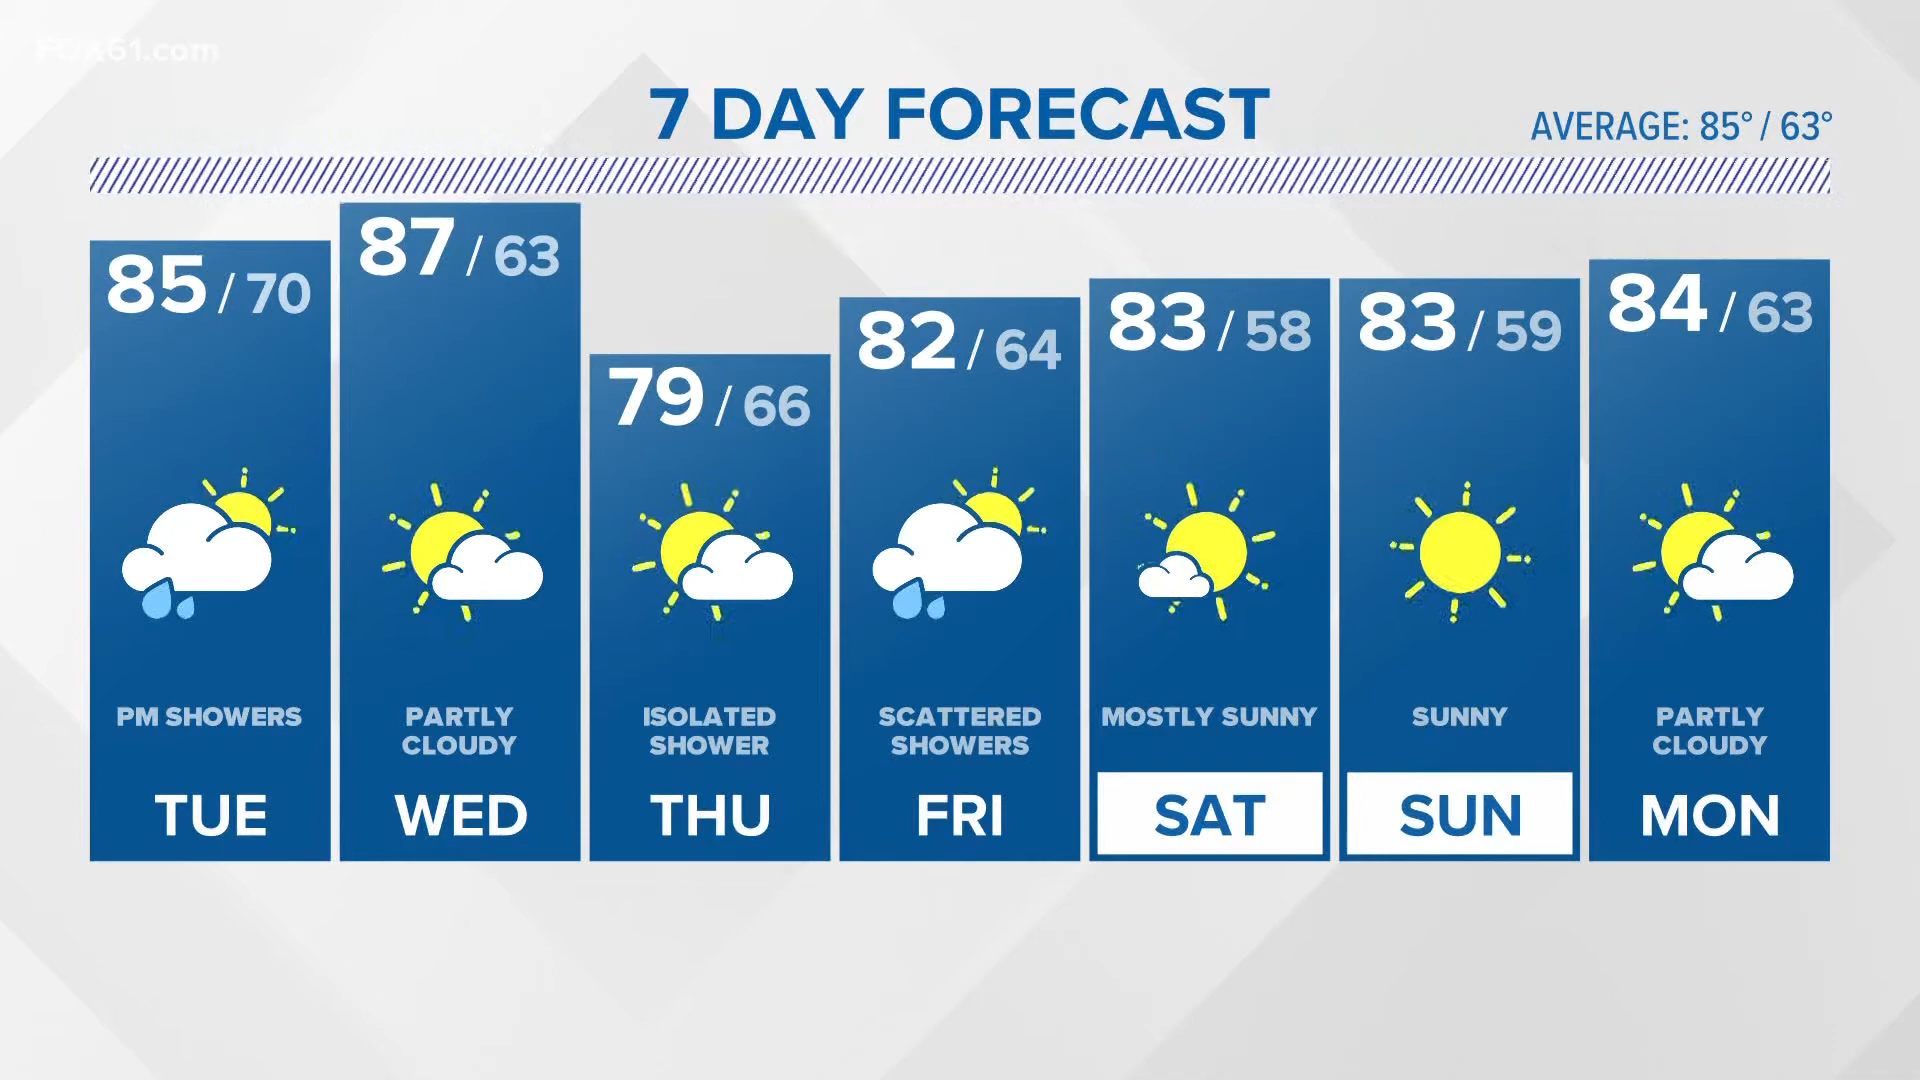 FOX61.com
7 DAY FORECAST
AVERAGE: 85° / 63°
85 / 70
87 / 63
79 / 66
82 / 64
83 / 58
83 / 59
84 / 63
PM SHOWERS
PARTLY
CLOUDY
ISOLATED
SHOWER
SCATTERED
SHOWERS
MOSTLY SUNNY
SUNNY
PARTLY
CLOUDY
TUE
WED
THU
FRI
SAT
SUN
MON